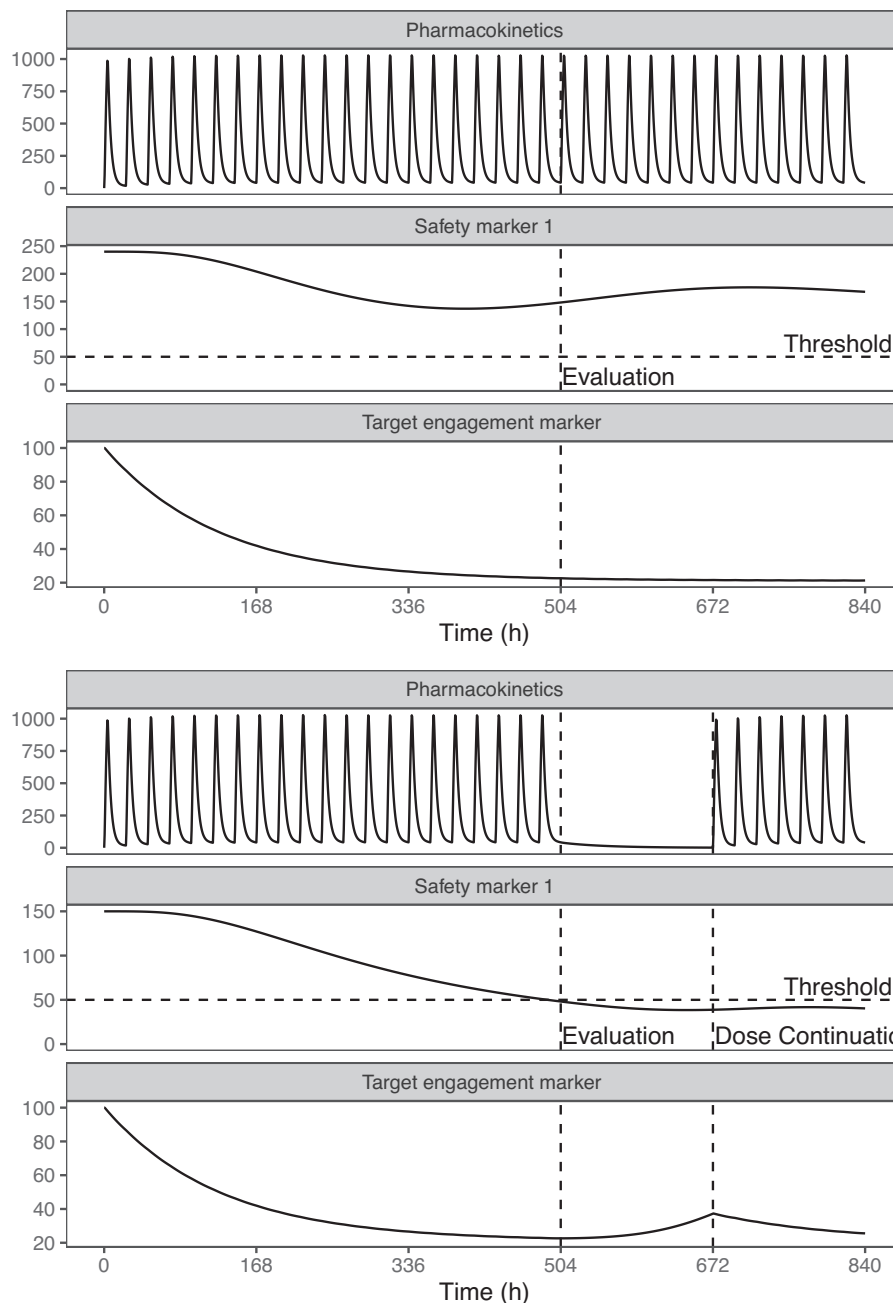 Pharmacokinetics
1000
750
500
250
0
Safety marker 1
250
200
150
100
50
0
Threshold
Evaluation
Target engagement marker
100
80
60
40
20
0 168 336 504 672 840
Time (h)
Pharmacokinetics
1000
750
500
250
0
Safety marker 1
150
100
50
0
Threshold
Evaluation Dose Continuatio
Target engagement marker
100
80
60
40
20
0 168 336 504 672 840
Time (h)